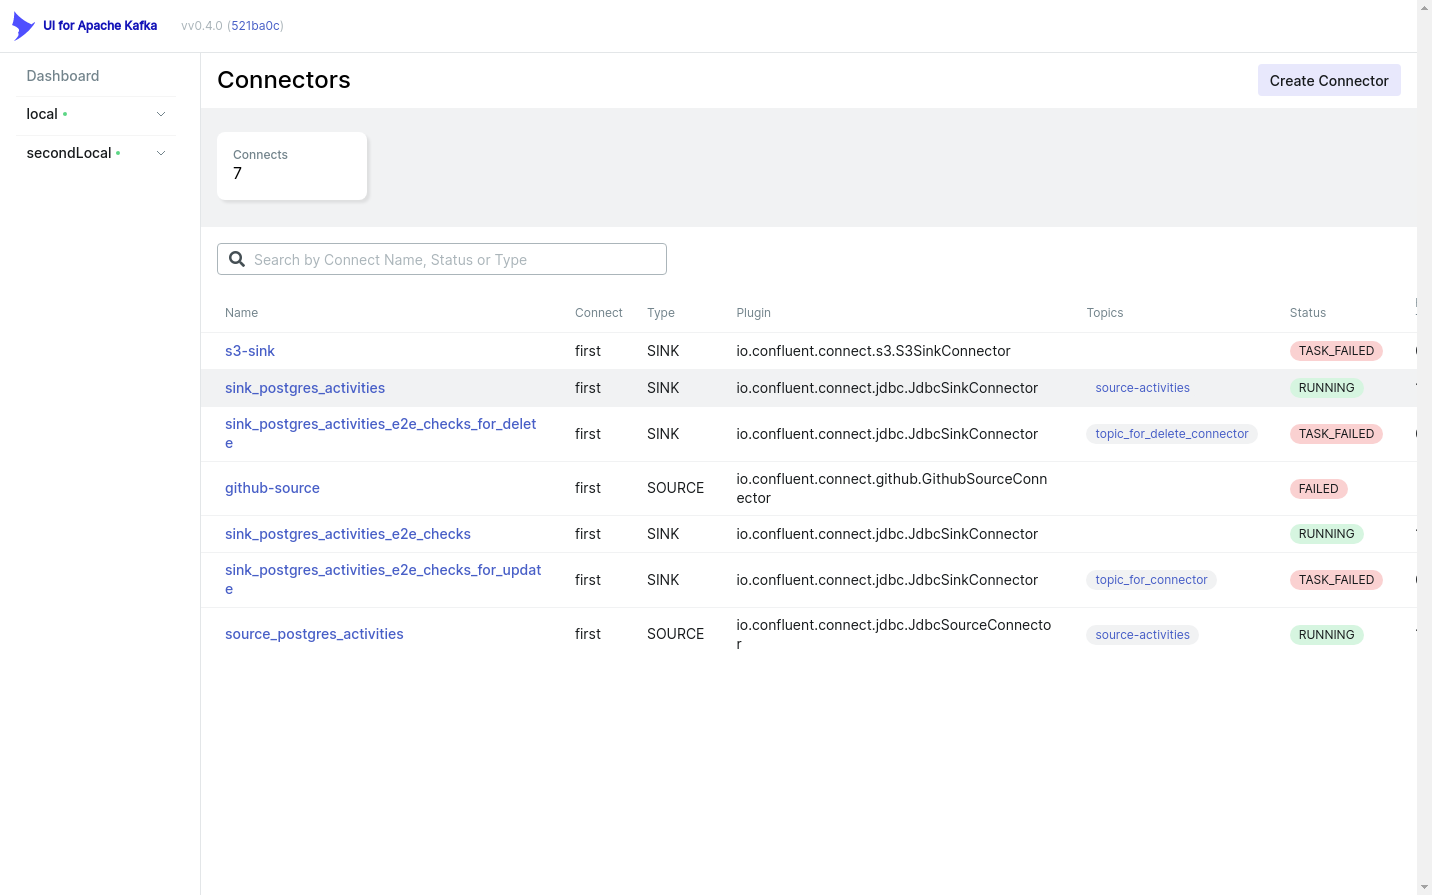 UI for Apache Kafka
vv0.4.0 (521ba0c)
Dashboard
local
secondLocal
Connectors
Create Connector
Connects
7
Search by Connect Name, Status or Type
Name Connect Type Plugin Topics Status
s3-sink first SINK io.confluent.connect.s3.S3SinkConnector TASK_FAILED
sink_postgres_activities first SINK io.confluent.connect.jdbc.JdbcSinkConnector source-activities RUNNING
sink_postgres_activities_e2e_checks_for_delet
e
first SINK io.confluent.connect.jdbc.JdbcSinkConnector topic_for_delete_connector TASK_FAILED
github-source first SOURCE
io.confluent.connect.github.GithubSourceConn
ector
FAILED
sink_postgres_activities_e2e_checks first SINK io.confluent.connect.jdbc.JdbcSinkConnector RUNNING
sink_postgres_activities_e2e_checks_for_updat
e
first SINK io.confluent.connect.jdbc.JdbcSinkConnector topic_for_connector TASK_FAILED
source_postgres_activities first SOURCE
io.confluent.connect.jdbc.JdbcSourceConnecto
r
source-activities RUNNING